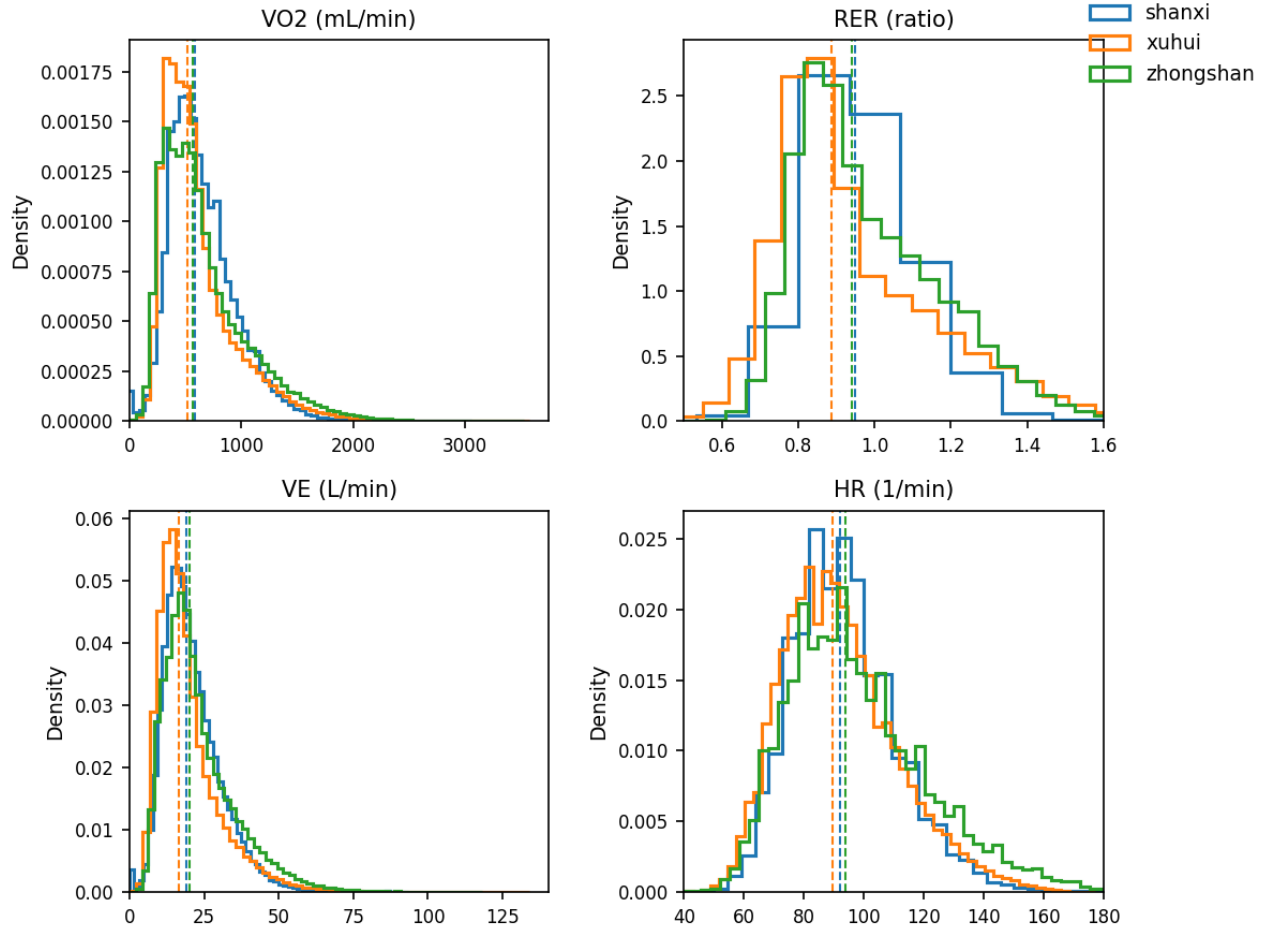 VO2 (mL/min)
Density
0.00175
0.00150
0.00125
0.00100
0.00075
0.00050
0.00025
0.00000
0 1000 2000 3000
RER (ratio)
Density
2.5
2.0
1.5
1.0
0.5
0.0
0.6 0.8 1.0 1.2 1.4 1.6
shanxi
xuhui
zhongshan
VE (L/min)
Density
0.06
0.05
0.04
0.03
0.02
0.01
0.00
0 25 50 75 100 125
HR (1/min)
Density
0.025
0.020
0.015
0.010
0.005
0.000
40 60 80 100 120 140 160 180